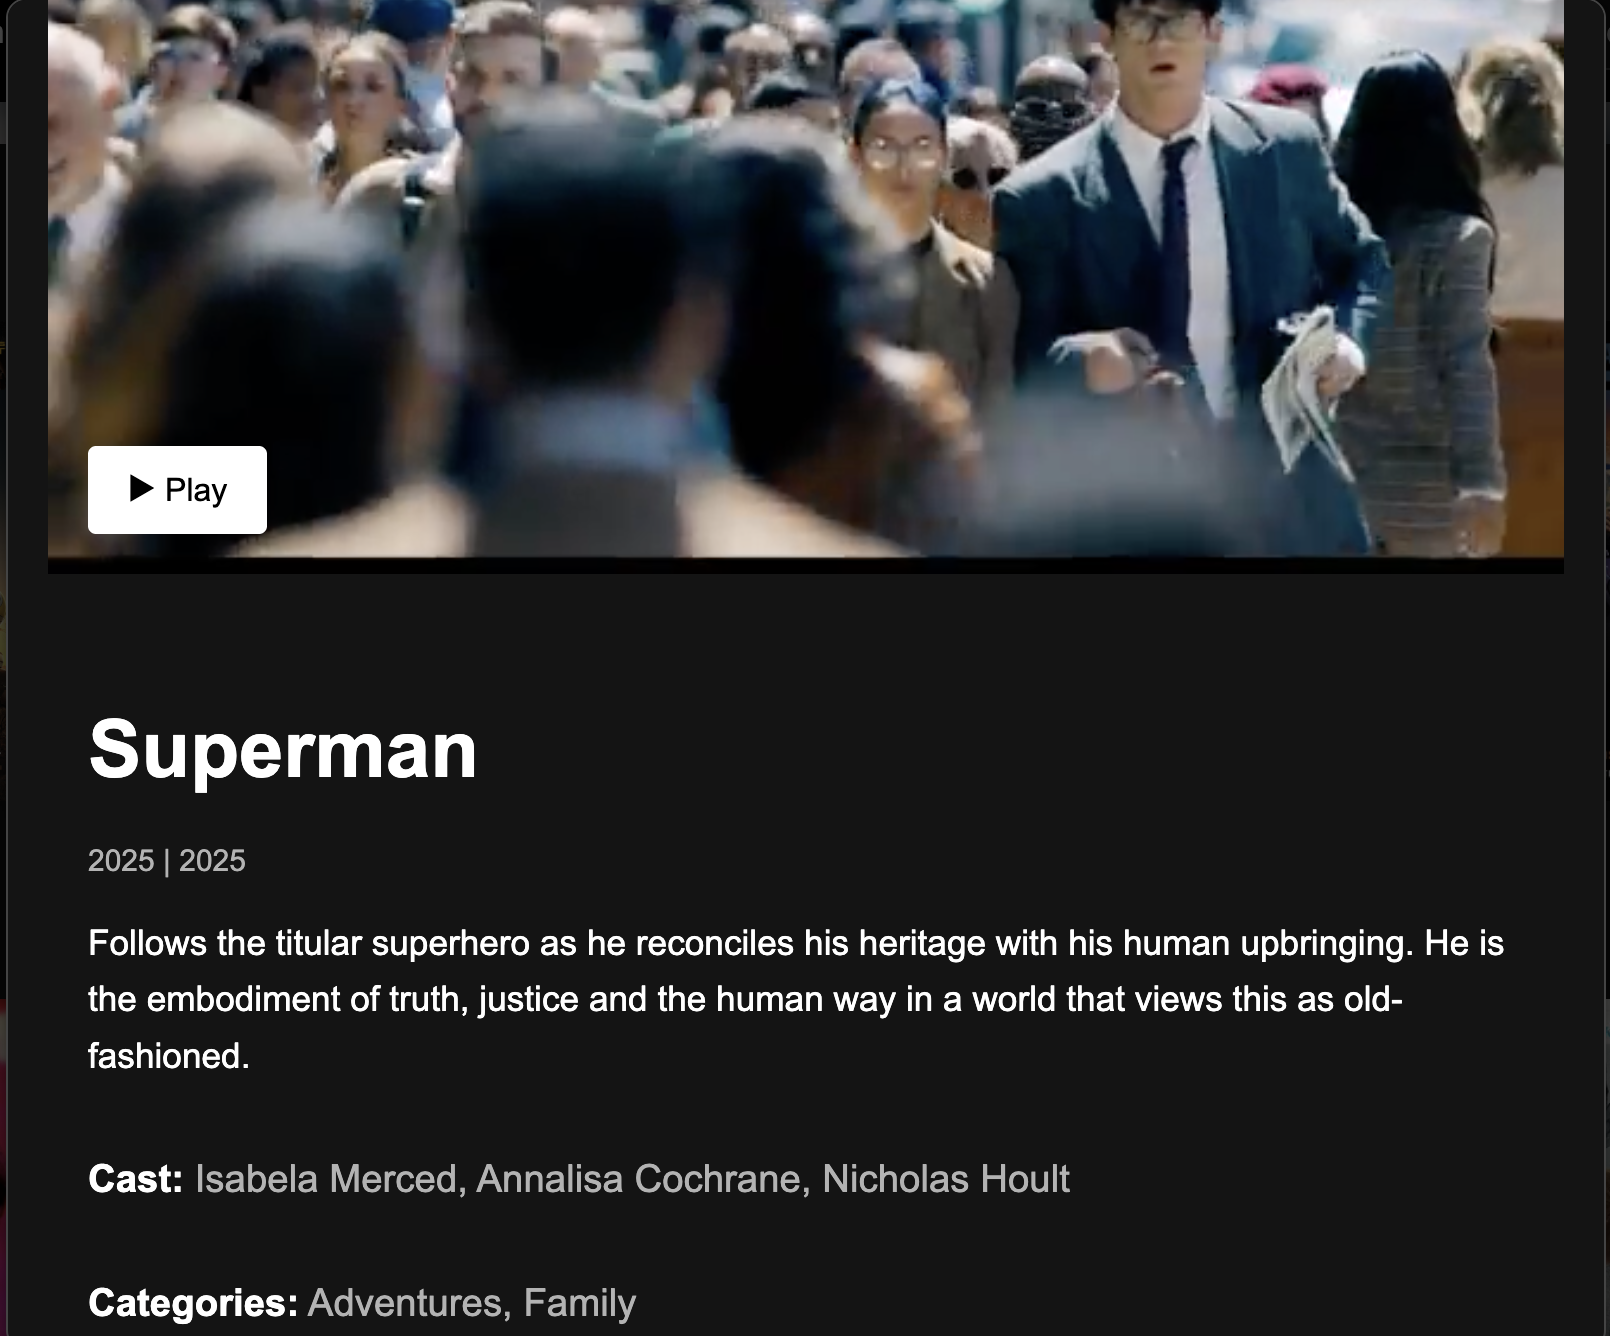 ▶ Play
Superman
2025 | 2025
Follows the titular superhero as he reconciles his heritage with his human upbringing. He is
the embodiment of truth, justice and the human way in a world that views this as old-
fashioned.
Cast: Isabela Merced, Annalisa Cochrane, Nicholas Hoult
Categories: Adventures, Family